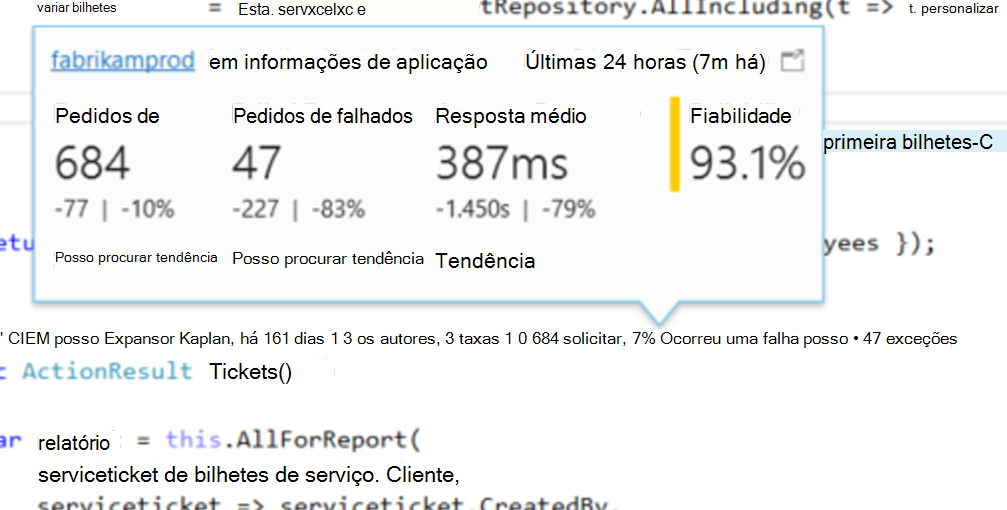 variar bilhetes = Esta. servxcelxc e tRepository.AllIncluding(t => t. personalizar
fabrikamprod em informações de aplicação Últimas 24 horas (7m há)
Pedidos de Pedidos de falhados Resposta médio Fiabilidade
primeira bilhetes-C
684 47 387ms 93.1%
-77 | -10% -227 | -83% -1.450s | -79%
etu yees });
Posso procurar tendência Posso procurar tendência Tendência
' CIEM posso Expansor Kaplan, há 161 dias 1 3 os autores, 3 taxas 1 0 684 solicitar, 7% Ocorreu uma falha posso • 47 exceções
c ActionResult Tickets()
ar relatório = this.AllForReport(
serviceticket de bilhetes de serviço. Cliente,
serviceticket => serviceticket.CreatedBy,